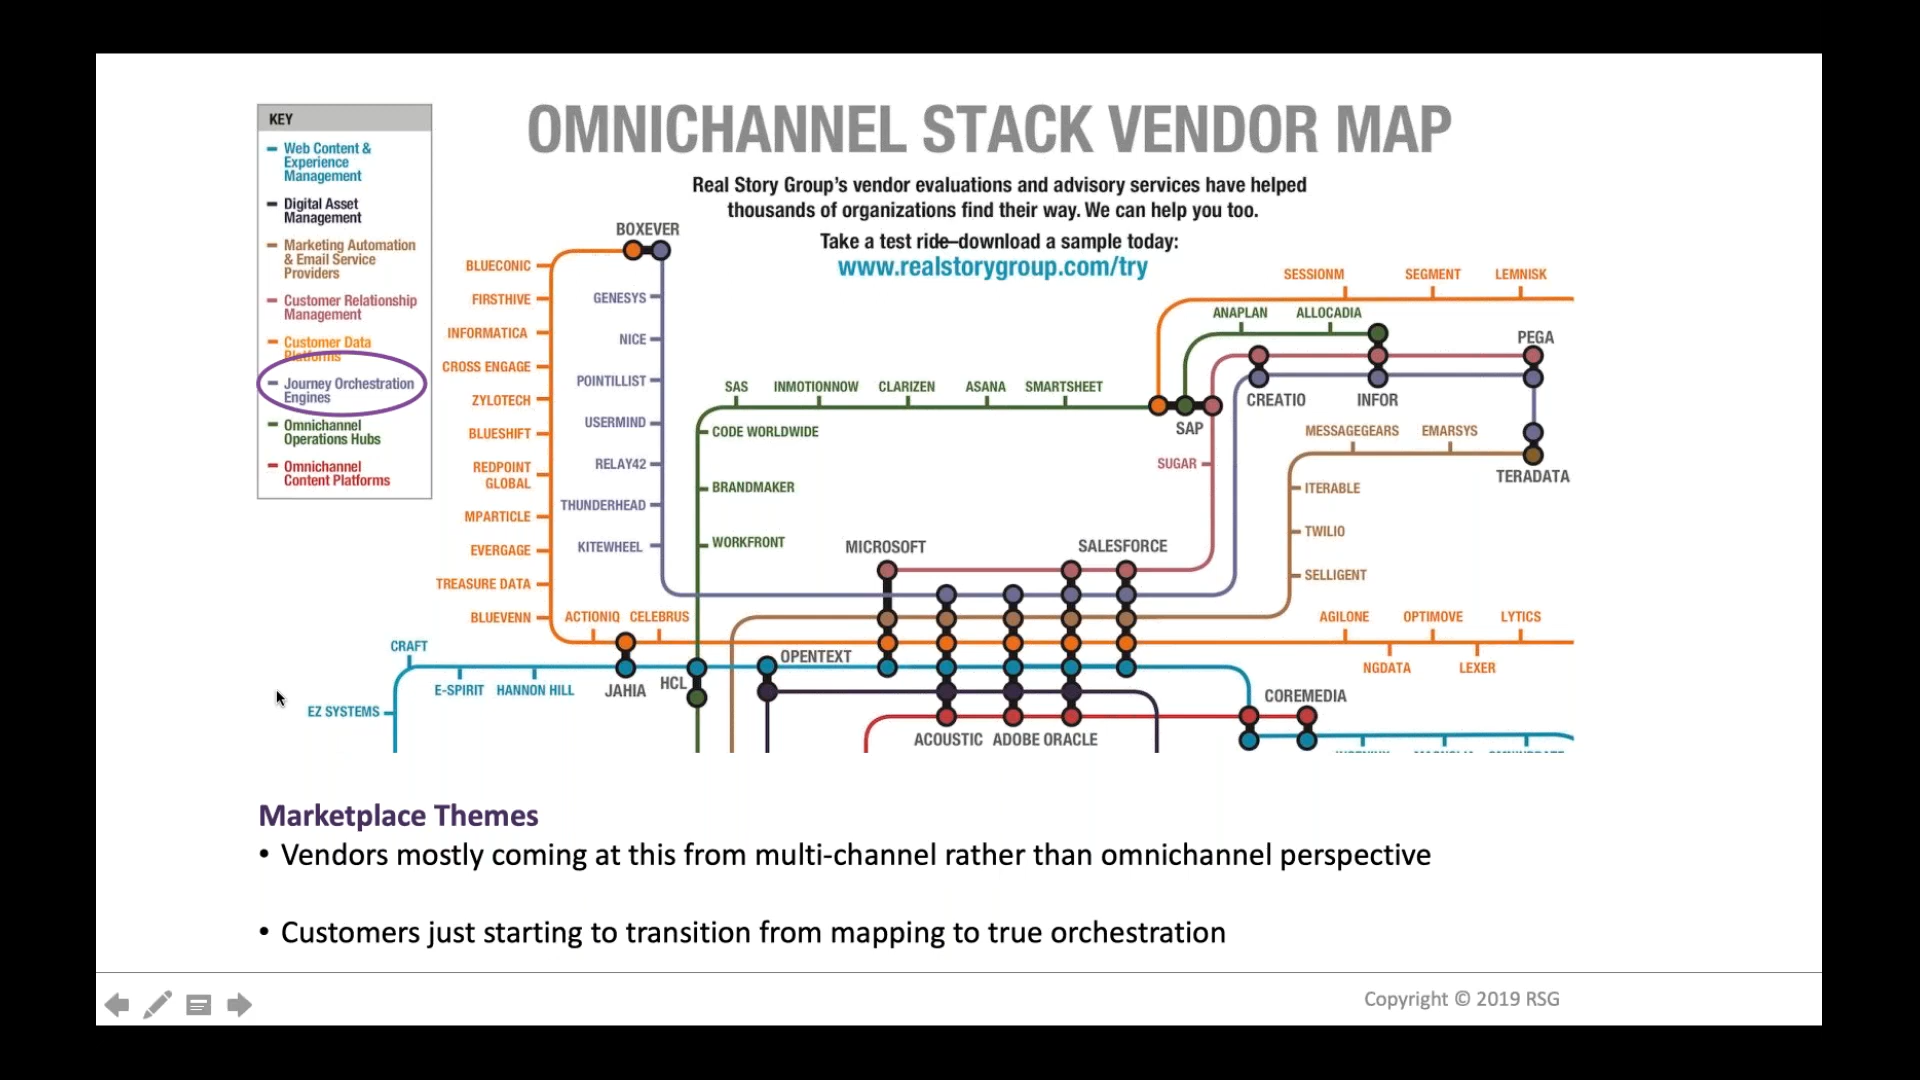 KEY
Web Content &
Experience
Management
Digital Asset
Management
Marketing Automation
& Email Service
Providers
Customer Relationship
Management
Customer Data
Platforms
Journey Orchestration
Engines
Omnichannel
Operations Hubs
Omnichannel
Content Platforms
OMNICHANNEL STACK VENDOR MAP
Real Story Group's vendor evaluations and advisory services have helped
thousands of organizations find their way. We can help you too.
Take a test ride–download a sample today:
www.realstorygroup.com/try
BOXEVER
BLUECONIC
FIRSTHIVE
INFORMATICA
CROSS ENGAGE
ZYLOTECH
BLUESHIFT
REDPOINT
GLOBAL
MPARTICLE
EVERGAGE
TREASURE DATA
BLUEVENN
GENESYS
NICE
POINTILLIST
USERMIND
RELAY42
THUNDERHEAD
KITEWHEEL
ACTIONIQ
CELEBRUS
SAS
INMOTIONNOW
CLARIZEN
ASANA
SMARTSHEET
CODE WORLDWIDE
BRANDMAKER
WORKFRONT
SESSIONM
SEGMENT
LEMNISK
ANAPLAN
ALLOCADIA
PEGA
SAP
CREATIO
INFOR
SUGAR
MESSAGEGEARS
EMARSYS
TERADATA
ITERABLE
TWILIO
SELLIGENT
MICROSOFT
SALESFORCE
AGILONE
OPTIMOVE
LYTICS
NGDATA
LEXER
CRAFT
E-SPIRIT
HANNON HILL
JAHIA
HCL
OPENTEXT
EZ SYSTEMS
COREMEDIA
ACOUSTIC
ADOBE
ORACLE
Marketplace Themes
• Vendors mostly coming at this from multi-channel rather than omnichannel perspective
• Customers just starting to transition from mapping to true orchestration
Copyright © 2019 RSG